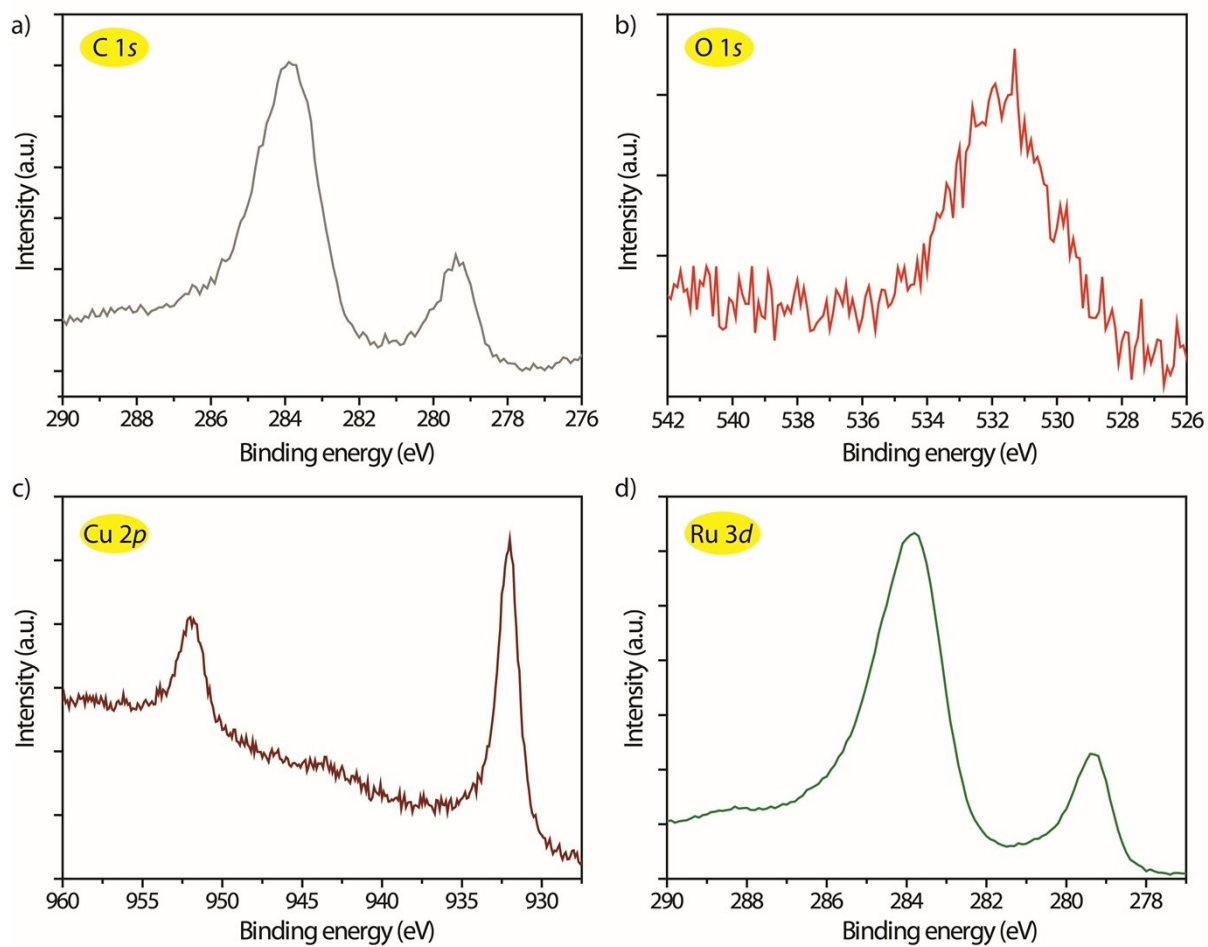 a)
C 1s
Intensity (a.u.)
290 288 286 284 282 280 278 276
Binding energy (eV)
b)
O 1s
Intensity (a.u.)
542 540 538 536 534 532 530 528 526
Binding energy (eV)
c)
Cu 2p
Intensity (a.u.)
960 955 950 945 940 935 930
Binding energy (eV)
d)
Ru 3d
Intensity (a.u.)
290 288 286 284 282 280 278
Binding energy (eV)